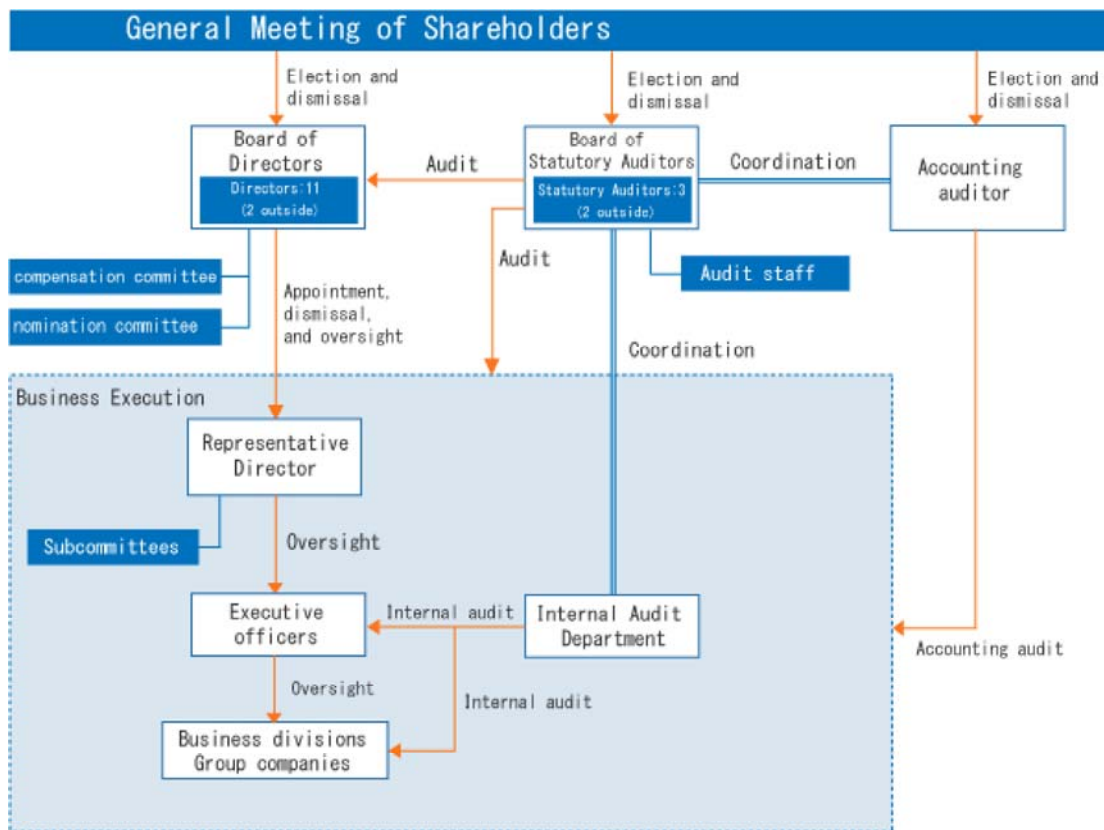 General Meeting of Shareholders
Election and
dismissal
Election and
dismissal
Election and
dismissal
Board of
Directors
Directors:11
(2 outside)
Audit
Board of
Statutory Auditors
Statutory Auditors:3
(2 outside)
Coordination
Accounting
auditor
compensation committee
nomination committee
Appointment,
dismissal,
and oversight
Audit
Audit staff
Coordination
Business Execution
Representative
Director
Subcommittees
Oversight
Executive
officers
Internal audit
Internal Audit
Department
Accounting audit
Oversight
Internal audit
Business divisions
Group companies